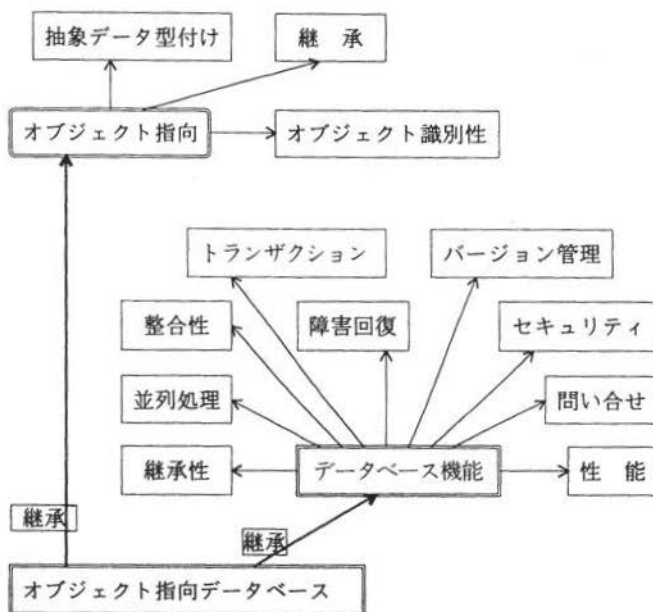 抽象データ型付け
継 承
オブジェクト指向
オブジェクト識別性
トランザクション
バージョン管理
整合性
障害回復
セキュリティ
並列処理
問い合せ
継承性
データベース機能
性 能
継承
継承
オブジェクト指向データベース